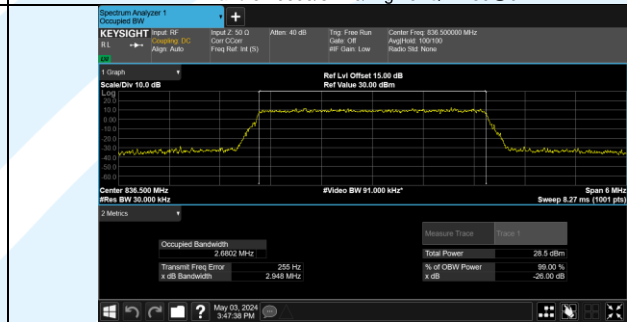 Spectrum Analyzer 1
Occupied BW
+
KEYSIGHT Input: RF Input Z: 50 Ω Atten: 40 dB Trig: Free Run Center Freq: 836.500000 MHz
RL Coupling: DC Corr CCorr Gate: Off Avg|Hold: 100/100
Align: Auto Freq Ref: Int (S) #IF Gain: Low Radio Std: None
1 Graph Ref Lvl Offset 15.00 dB
Scale/Div 10.0 dB Ref Value 30.00 dBm
Log
20.0
10.0
0.00
-10.0
-20.0
-30.0
-40.0
-50.0
-60.0
Center 836.500 MHz #Video BW 91.000 kHz* Span 6 MHz
#Res BW 30.000 kHz Sweep 8.27 ms (1001 pts)
2 Metrics
Measure Trace Trace 1
Occupied Bandwidth
2.6802 MHz Total Power 28.5 dBm
Transmit Freq Error 255 Hz % of OBW Power 99.00 %
x dB Bandwidth 2.948 MHz x dB -26.00 dB
? May 03, 2024
3:47:38 PM